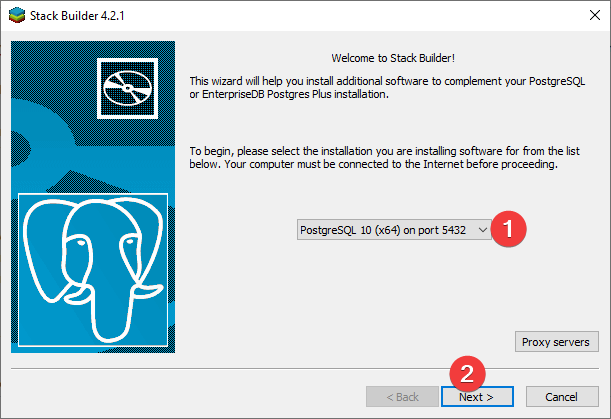 Stack Builder 4.2.1
Welcome to Stack Builder!
This wizard will help you install additional software to complement your PostgreSQL
or EnterpriseDB Postgres Plus installation.
To begin, please select the installation you are installing software for from the list
below. Your computer must be connected to the Internet before proceeding.
PostgreSQL 10 (x64) on port 5432
1
Proxy servers
2
< Back
Next >
Cancel